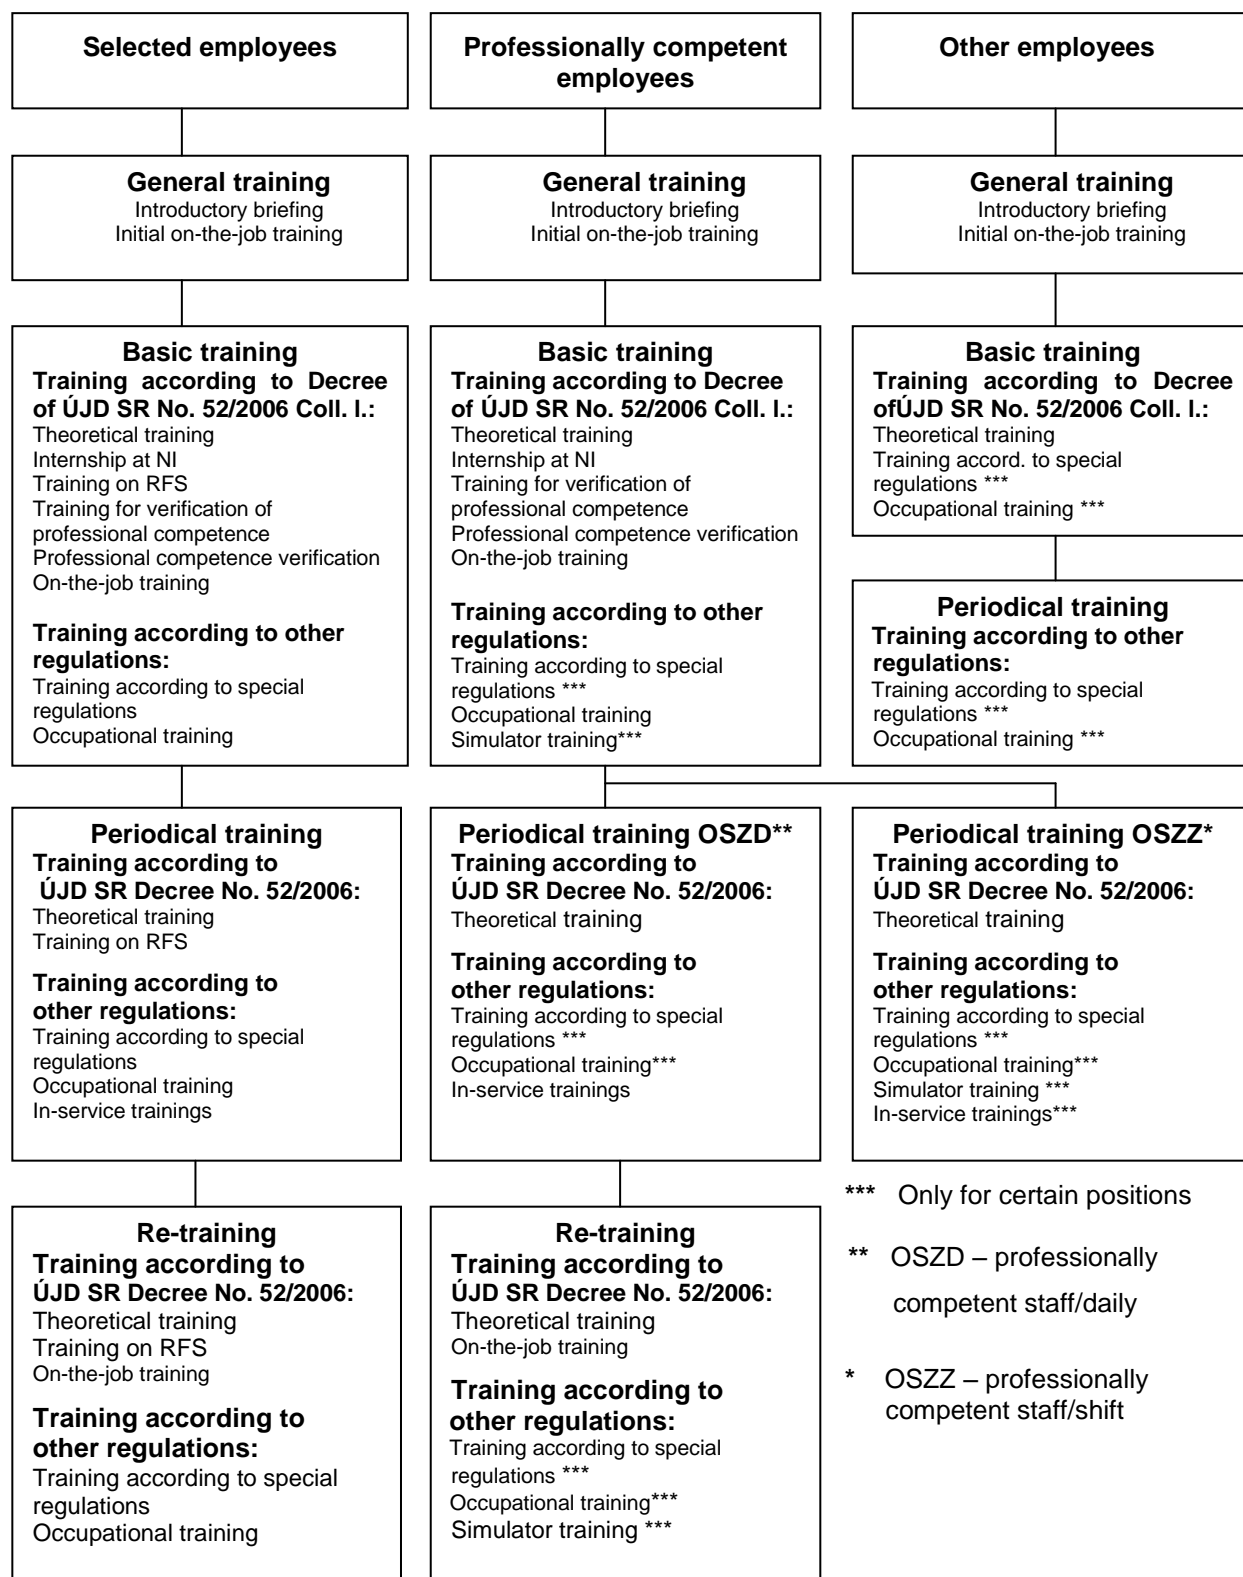 Selected employees
Professionally competent
employees
Other employees
General training
Introductory briefing
Initial on-the-job training
General training
Introductory briefing
Initial on-the-job training
General training
Introductory briefing
Initial on-the-job training
Basic training
Training according to Decree
of ÚJD SR No. 52/2006 Coll. l.:
Theoretical training
Internship at NI
Training on RFS
Training for verification of
professional competence
Professional competence verification
On-the-job training
Training according to other
regulations:
Training according to special
regulations
Occupational training
Basic training
Training according to Decree
of ÚJD SR No. 52/2006 Coll. l.:
Theoretical training
Internship at NI
Training for verification of
professional competence
Professional competence verification
On-the-job training
Training according to other
regulations:
Training according to special
regulations ***
Occupational training
Simulator training***
Basic training
Training according to Decree
ofÚJD SR No. 52/2006 Coll. l.:
Theoretical training
Training accord. to special
regulations ***
Occupational training ***
Periodical training
Training according to other
regulations:
Training according to special
regulations ***
Occupational training ***
Periodical training
Training according to
ÚJD SR Decree No. 52/2006:
Theoretical training
Training on RFS
Training according to
other regulations:
Training according to special
regulations
Occupational training
In-service trainings
Periodical training OSZD**
Training according to
ÚJD SR Decree No. 52/2006:
Theoretical training
Training according to
other regulations:
Training according to special
regulations ***
Occupational training***
In-service trainings
Periodical training OSZZ*
Training according to
ÚJD SR Decree No. 52/2006:
Theoretical training
Training according to
other regulations:
Training according to special
regulations ***
Occupational training***
Simulator training ***
In-service trainings***
Re-training
Training according to
ÚJD SR Decree No. 52/2006:
Theoretical training
Training on RFS
On-the-job training
Training according to
other regulations:
Training according to special
regulations
Occupational training
Re-training
Training according to
ÚJD SR Decree No. 52/2006:
Theoretical training
On-the-job training
Training according to
other regulations:
Training according to special
regulations ***
Occupational training***
Simulator training ***
*** Only for certain positions
** OSZD – professionally
competent staff/daily
* OSZZ – professionally
competent staff/shift